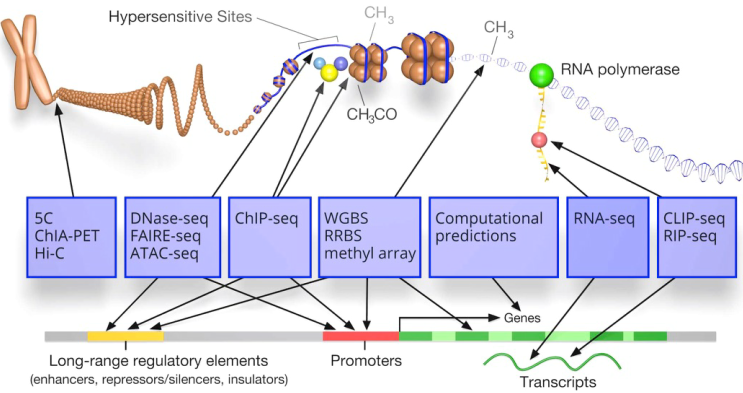 Hypersensitive Sites
CH₃
CH₃
CH₃CO
RNA polymerase
5C
ChIA-PET
Hi-C
DNase-seq
FAIRE-seq
ATAC-seq
ChIP-seq
WGBS
RRBS
methyl array
Computational
predictions
RNA-seq
CLIP-seq
RIP-seq
Genes
Long-range regulatory elements
(enhancers, repressors/silencers, insulators)
Promoters
Transcripts